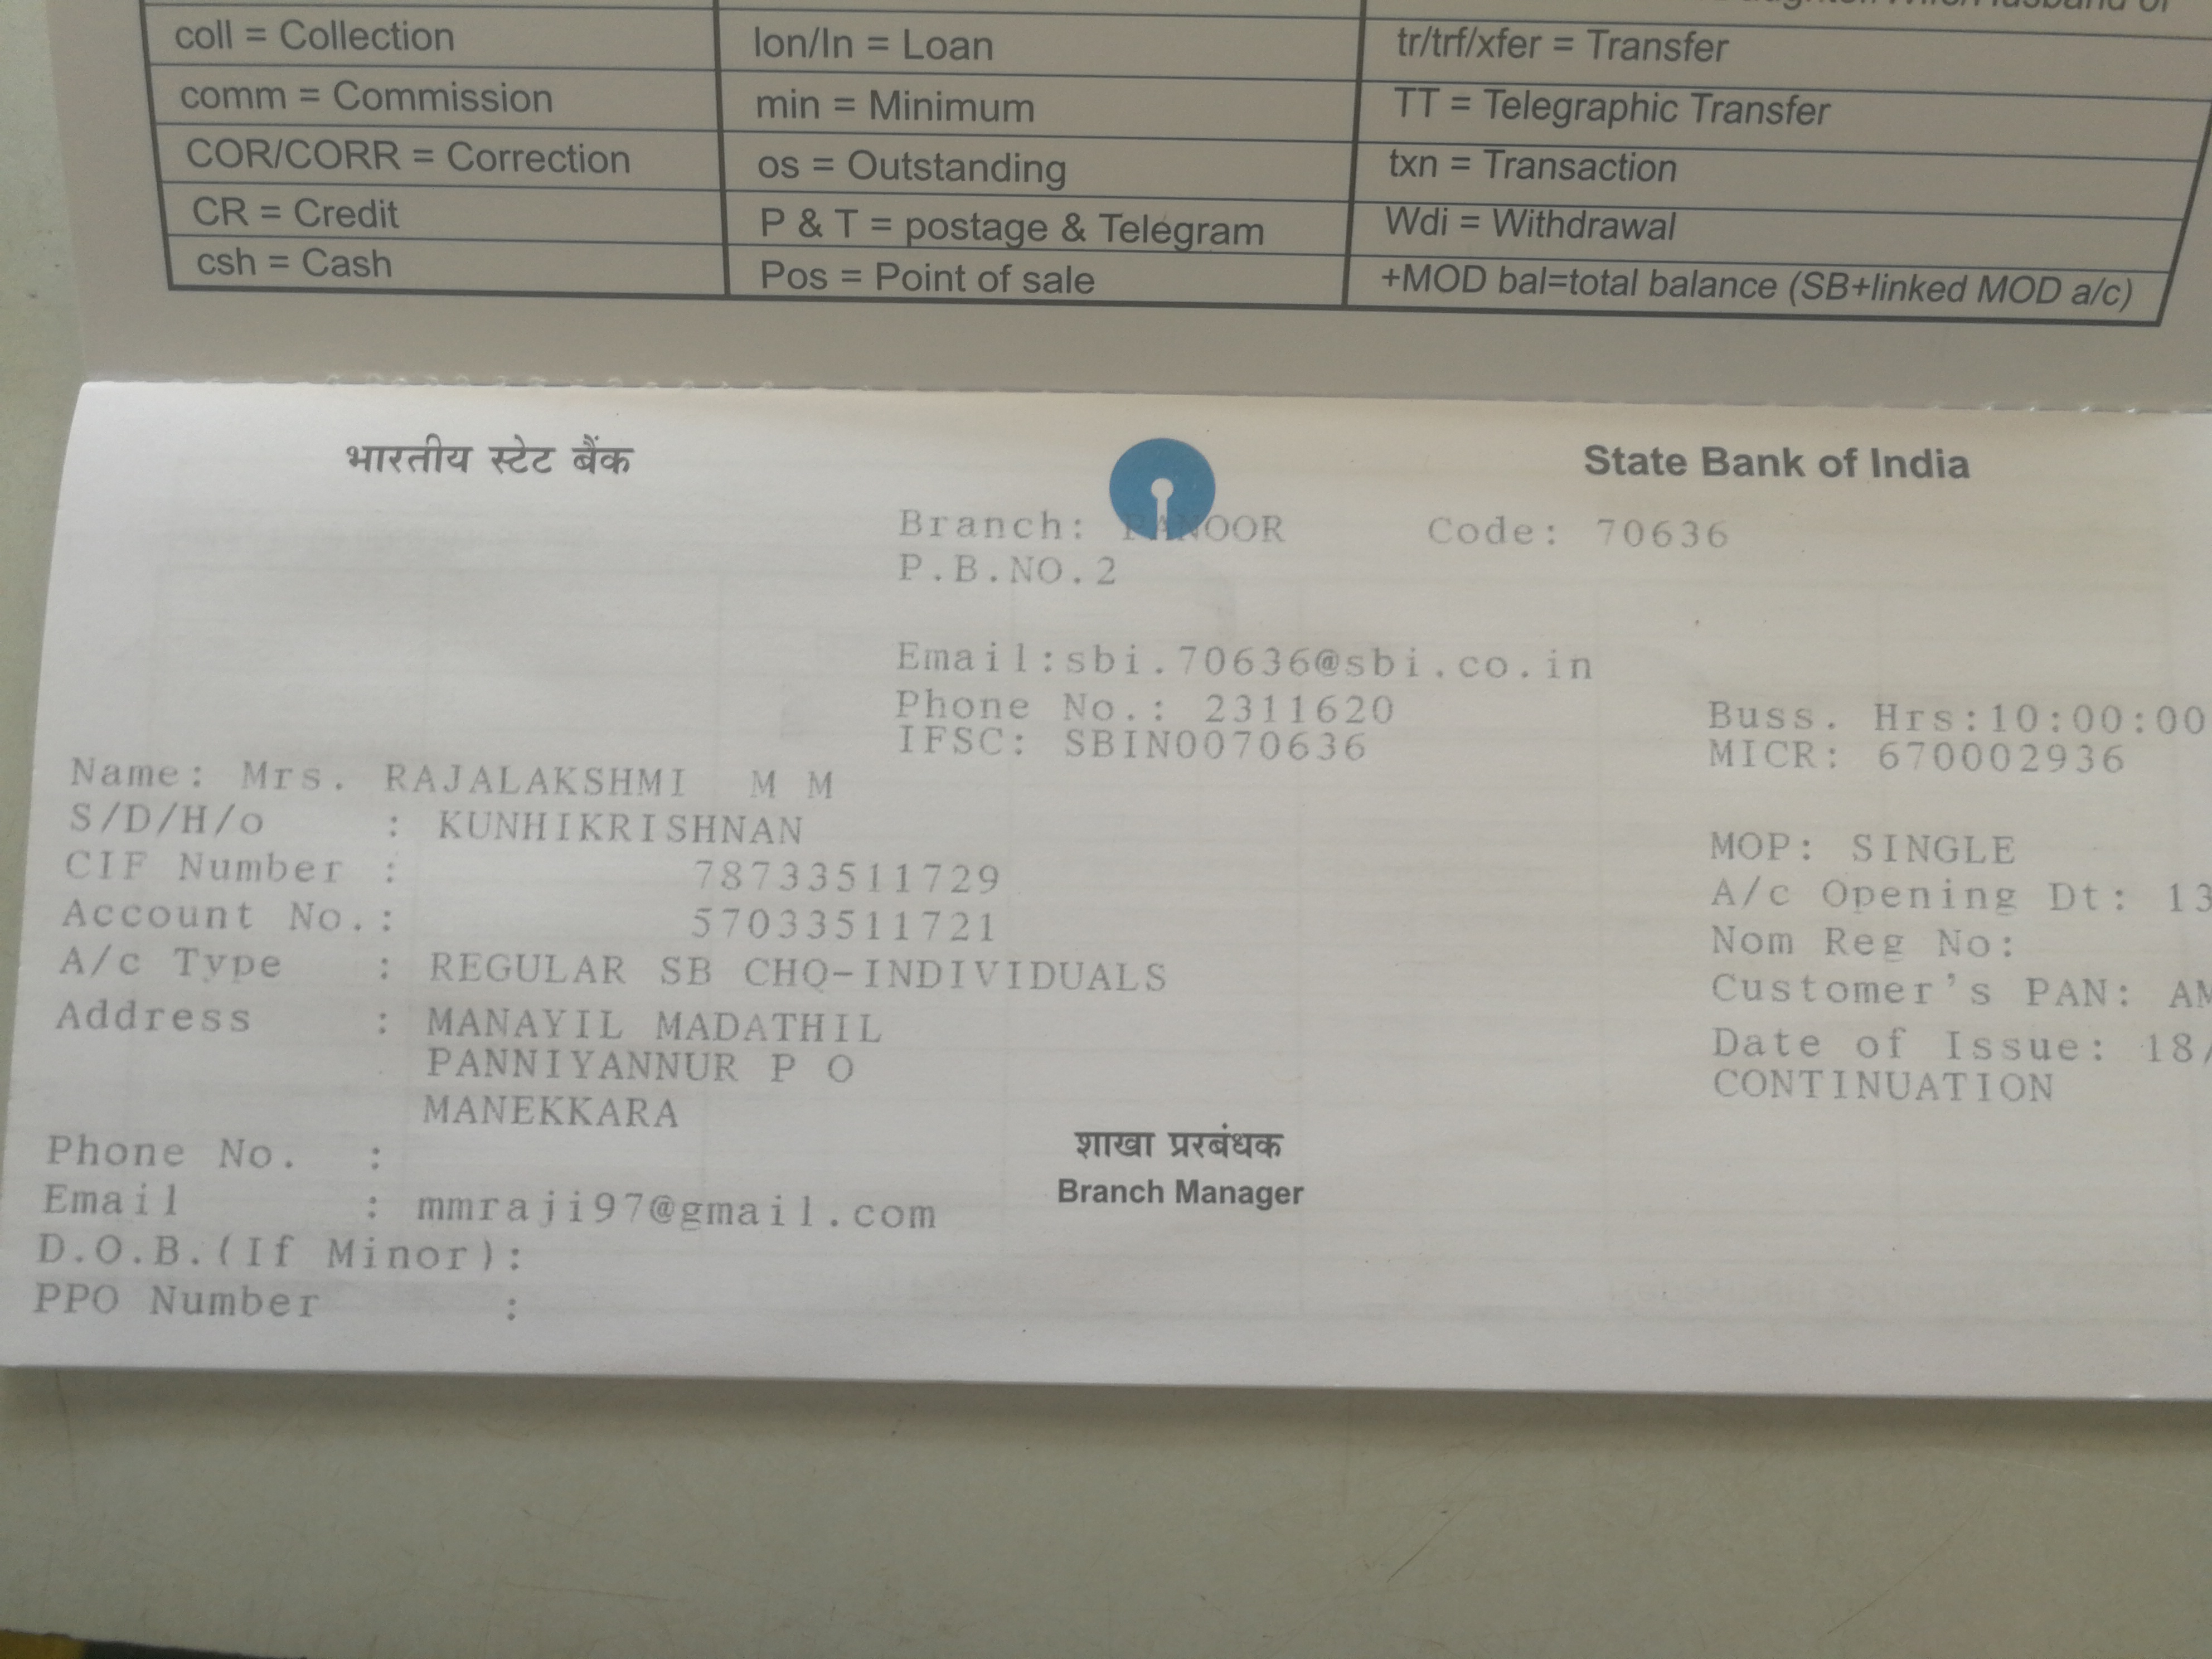 coll = Collection
lon/ln = Loan
tr/trf/xfer = Transfer
comm = Commission
min = Minimum
TT = Telegraphic Transfer
COR/CORR = Correction
os = Outstanding
txn = Transaction
CR = Credit
P & T = postage & Telegram
Wdi = Withdrawal
csh = Cash
Pos = Point of sale
+MOD bal=total balance (SB+linked MOD a/c)
भारतीय स्टेट बैंक
State Bank of India
Branch: PANOOR Code: 70636
P.B.NO.2
Email:sbi.70636@sbi.co.in
Phone No.: 2311620 Buss. Hrs:10:00:00
IFSC: SBIN0070636 MICR: 670002936
Name: Mrs. RAJALAKSHMI M M
S/D/H/o : KUNHIKRISHNAN MOP: SINGLE
CIF Number : 78733511729 A/c Opening Dt: 13
Account No.: 57033511721 Nom Reg No:
A/c Type : REGULAR SB CHQ-INDIVIDUALS Customer's PAN: AM
Address : MANAYIL MADATHIL Date of Issue: 18/
PANNIYANNUR P O CONTINUATION
MANEKKARA
Phone No. :
शाखा प्ररबंधक
Email : mmraji97@gmail.com
Branch Manager
D.O.B.(If Minor):
PPO Number :